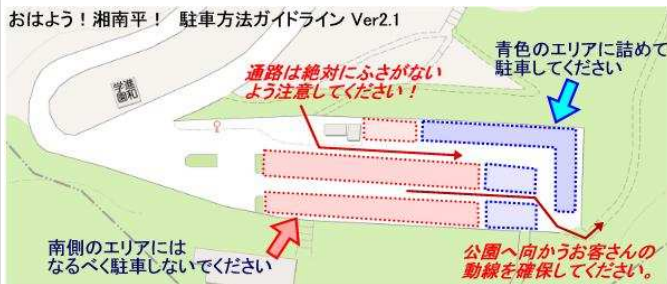 おはよう！湘南平！ 駐車方法ガイドライン Ver2.1
青色のエリアに詰めて
駐車してください
通路は絶対にふさがない
よう注意してください！
南側のエリアには
なるべく駐車しないでください
公園へ向かうお客さんの
動線を確保してください。